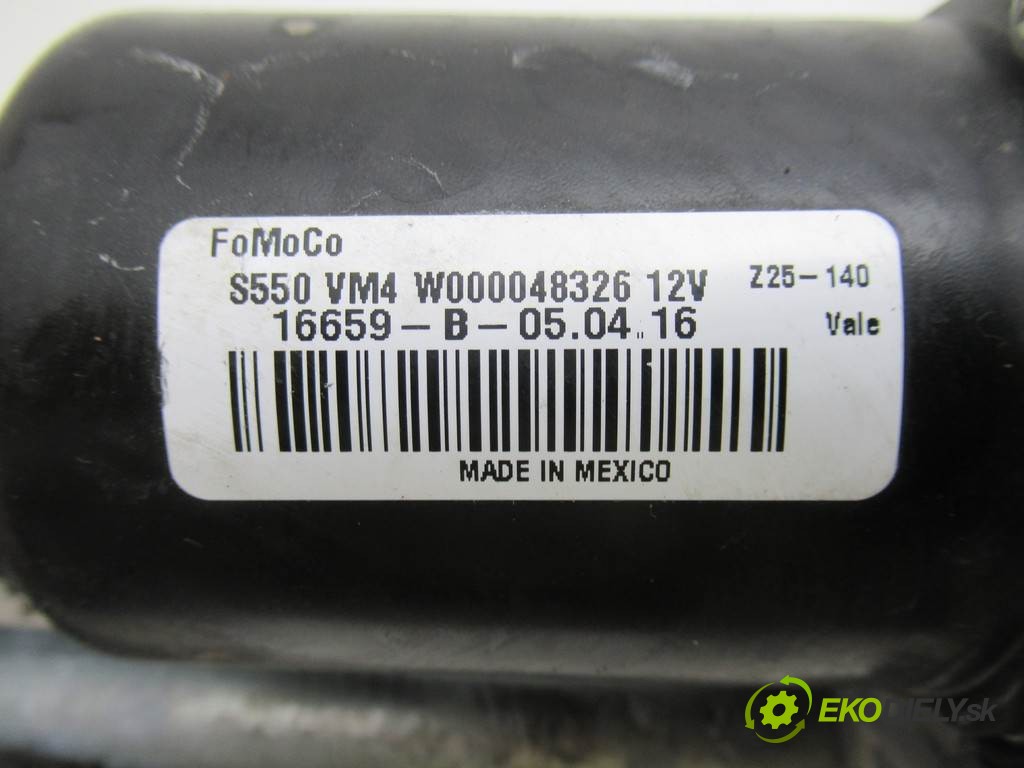 FoMoCo
S550 VM4 W000048326 12V Z25-140
16659-B-05.04.16 Vale
MADE IN MEXICO
EKODIELY.sk